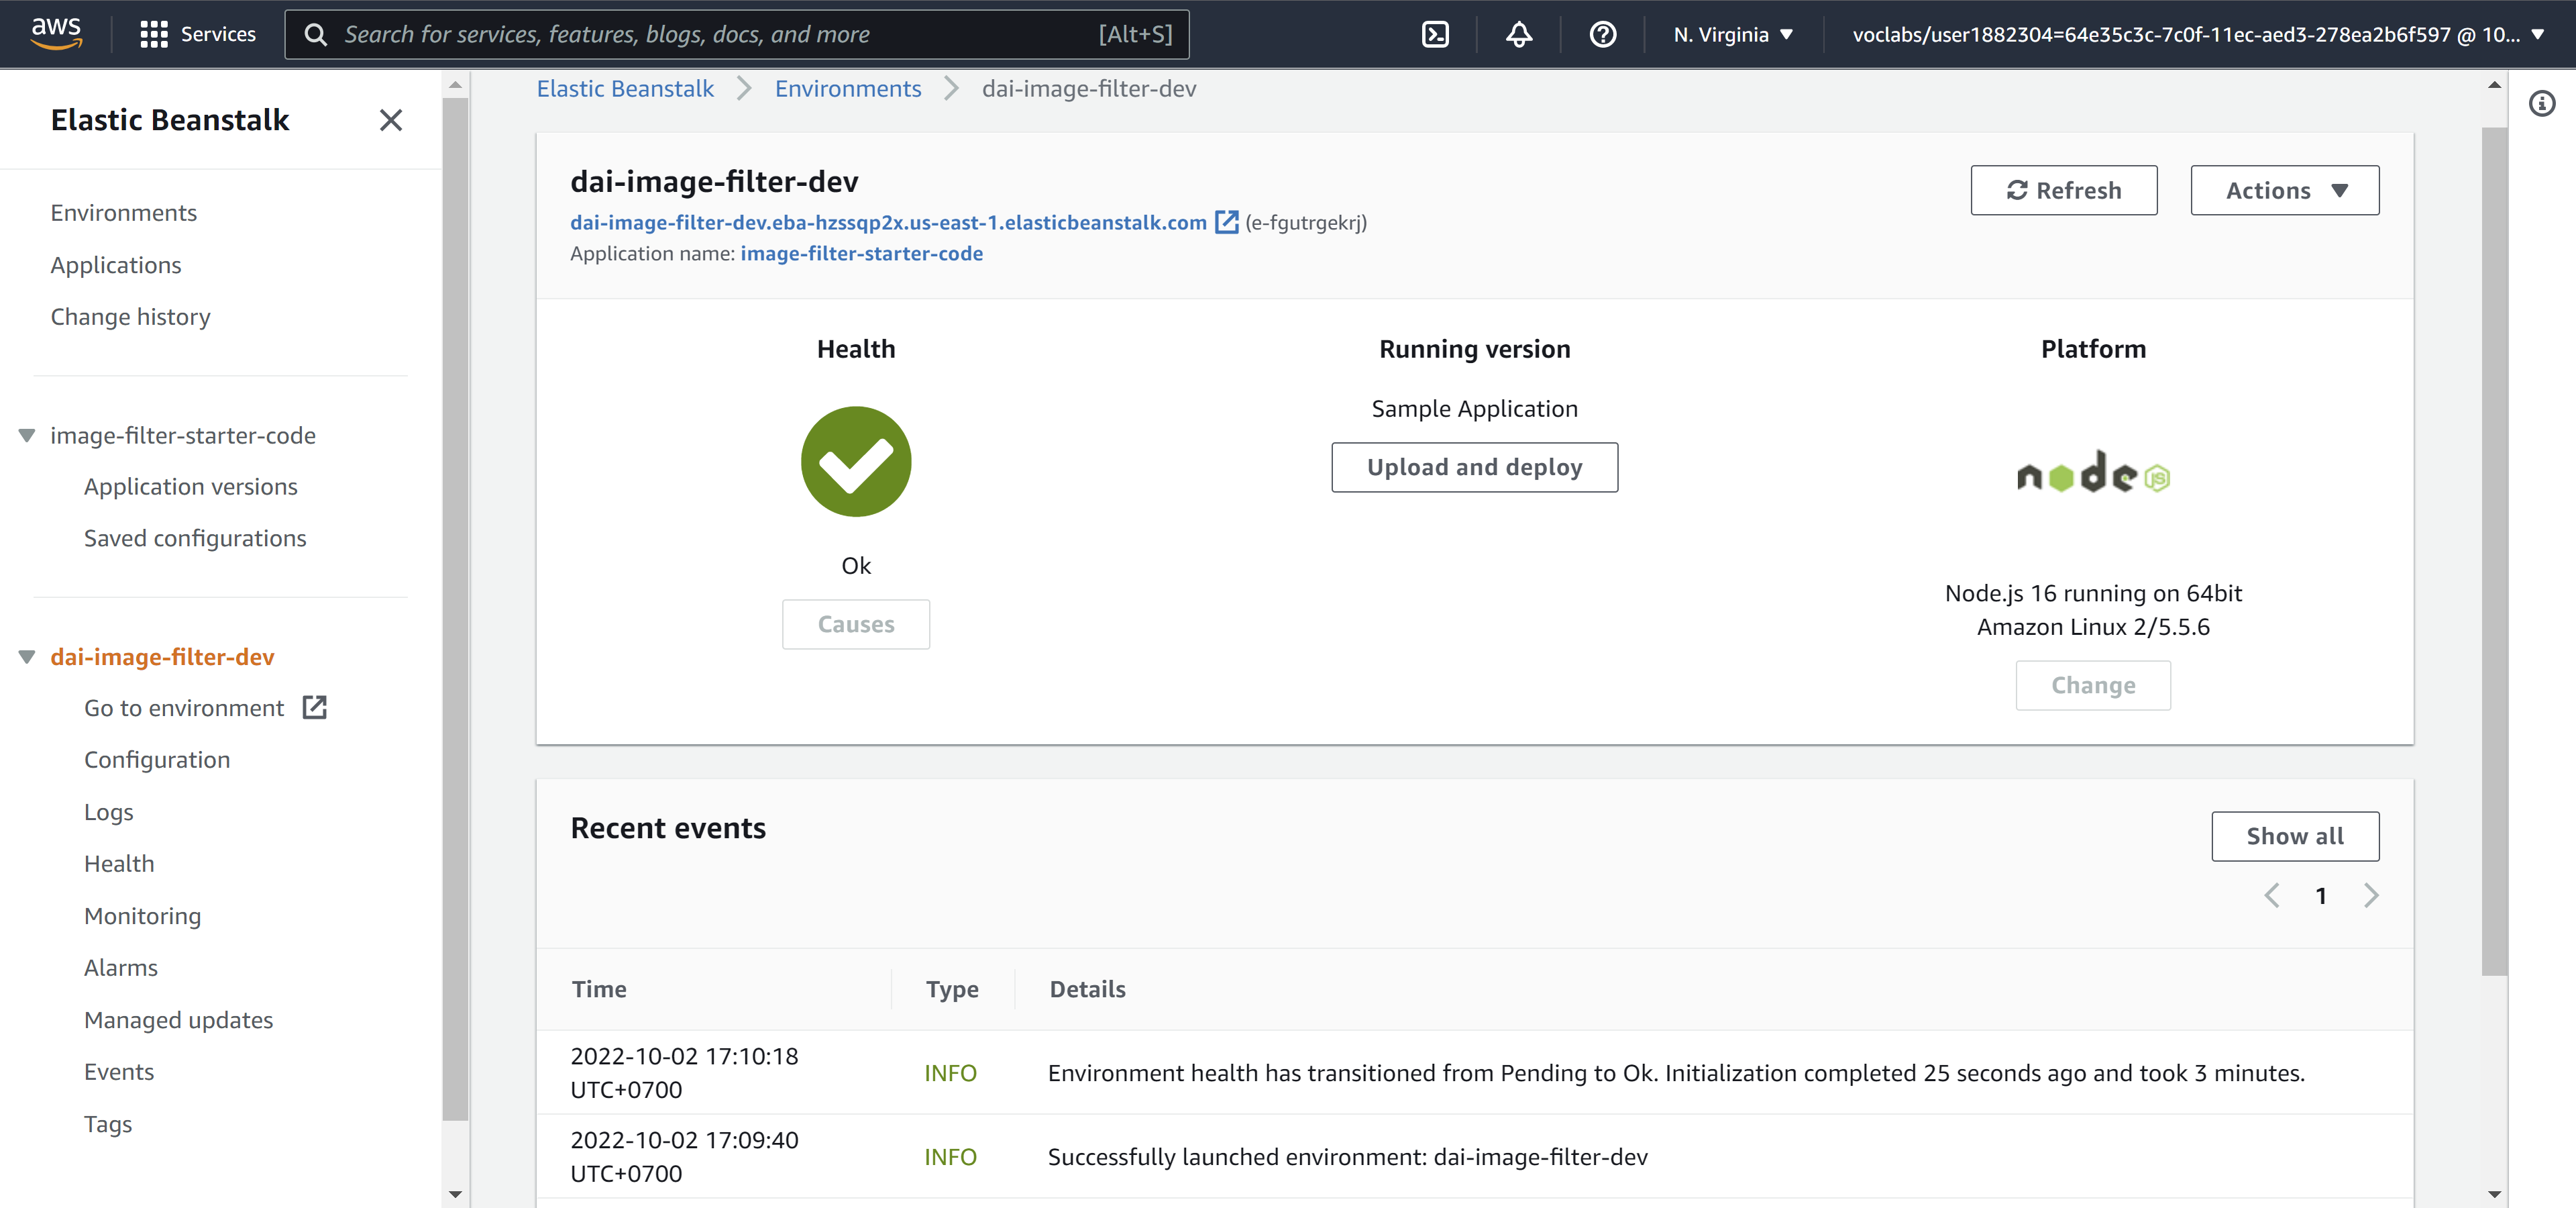 aws
Services
Search for services, features, blogs, docs, and more
[Alt+S]
N. Virginia
voclabs/user1882304=64e35c3c-7c0f-11ec-aed3-278ea2b6f597 @ 10...
Elastic Beanstalk
Environments
Applications
Change history
image-filter-starter-code
Application versions
Saved configurations
dai-image-filter-dev
Go to environment
Configuration
Logs
Health
Monitoring
Alarms
Managed updates
Events
Tags
Elastic Beanstalk
Environments
dai-image-filter-dev
dai-image-filter-dev
dai-image-filter-dev.eba-hzssqp2x.us-east-1.elasticbeanstalk.com (e-fgutrgekrj)
Application name: image-filter-starter-code
Refresh
Actions
Health
Ok
Causes
Running version
Sample Application
Upload and deploy
Platform
node JS
Node.js 16 running on 64bit
Amazon Linux 2/5.5.6
Change
Recent events
Show all
1
Time
Type
Details
2022-10-02 17:10:18
UTC+0700
INFO
Environment health has transitioned from Pending to Ok. Initialization completed 25 seconds ago and took 3 minutes.
2022-10-02 17:09:40
UTC+0700
INFO
Successfully launched environment: dai-image-filter-dev